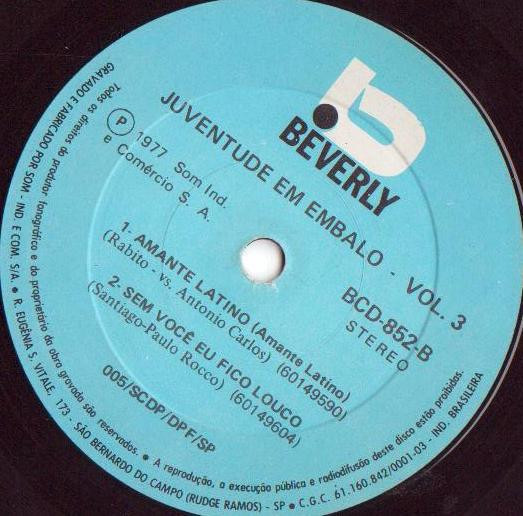 b
BEVERLY
JUVENTUDE EM EMBALO - VOL. 3
P 1977 Som Ind.
e Comércio S. A.
BCD-852-B
STEREO
1- AMANTE LATINO (Amante Latino)
(Rabito - vs. Antonio Carlos) (60149590)
2- SEM VOCÊ EU FICO LOUCO
(Santiago-Paulo Rocco) (60149604)
005/SCDP/DPF/SP
Todos os direitos do produtor fonográfico e do proprietário da obra gravada são reservados. ● A reprodução, a execução pública e radiodifusão deste disco estão proibidas.
GRAVADO E FABRICADO POR SOM - IND. E COM. S/A. ● R. EUGÊNIA S. VITALE, 173 - SÃO BERNARDO DO CAMPO (RUDGE RAMOS) - SP ● C.G.C. 61.160.842/0001-03 - IND. BRASILEIRA